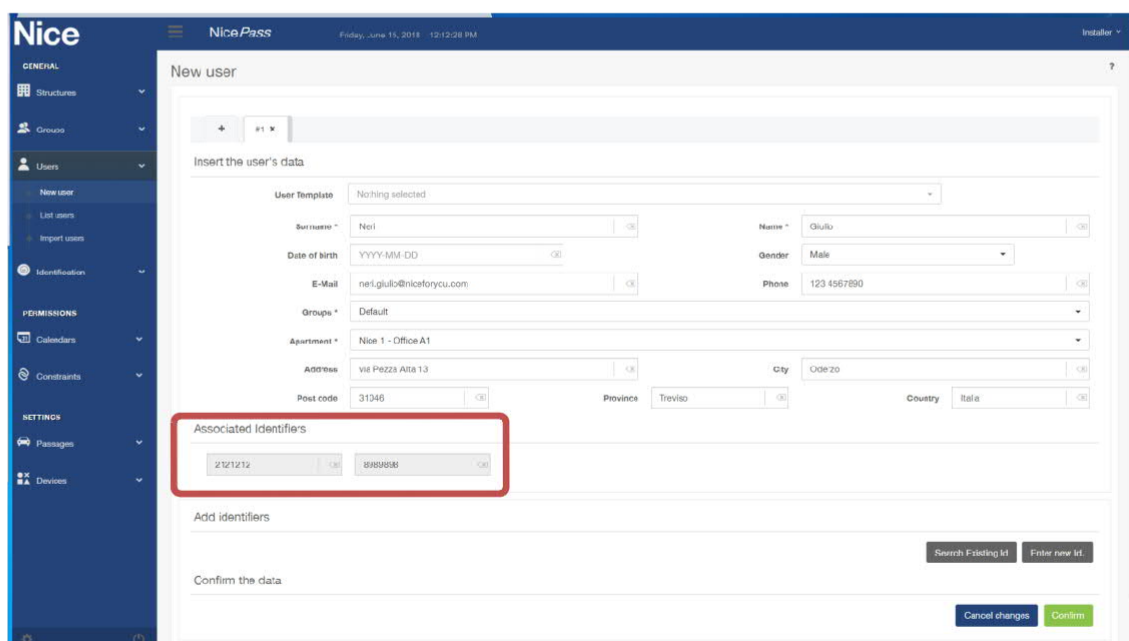 Nice
NicePass Friday, June 15, 2018 12:12:28 PM Installer
GENERAL
Structures
Groups
Users
New user
List users
Import users
Identification
PERMISSIONS
Calendars
Constraints
SETTINGS
Passages
Devices
New user ?
+ #1 ×
Insert the user's data
User Template Nothing selected
Surname * Neri Name * Giulio
Date of birth YYYY-MM-DD Gender Male
E-Mail neri.giulio@niceforyou.com Phone 123 4567890
Groups * Default
Apartment * Nice 1 - Office A1
Address via Pezza Alta 13 City Oderzo
Post code 31046 Province Treviso Country Italia
Associated Identifiers
2121212 8989898
Add identifiers
Search Existing Id Enter new Id.
Confirm the data
Cancel changes Confirm